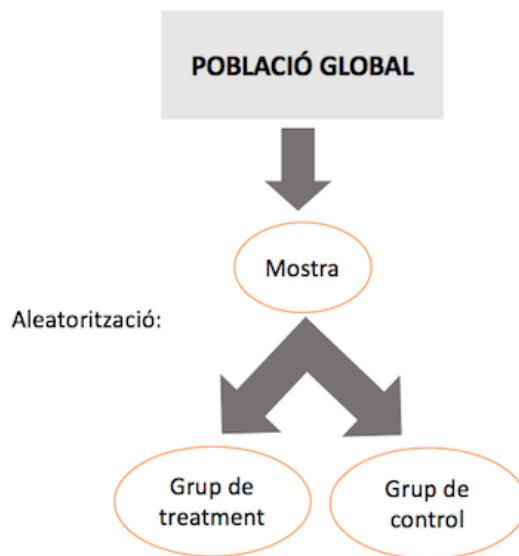 POBLACIÓ GLOBAL
Mostra
Aleatorització:
Grup de
treatment
Grup de
control